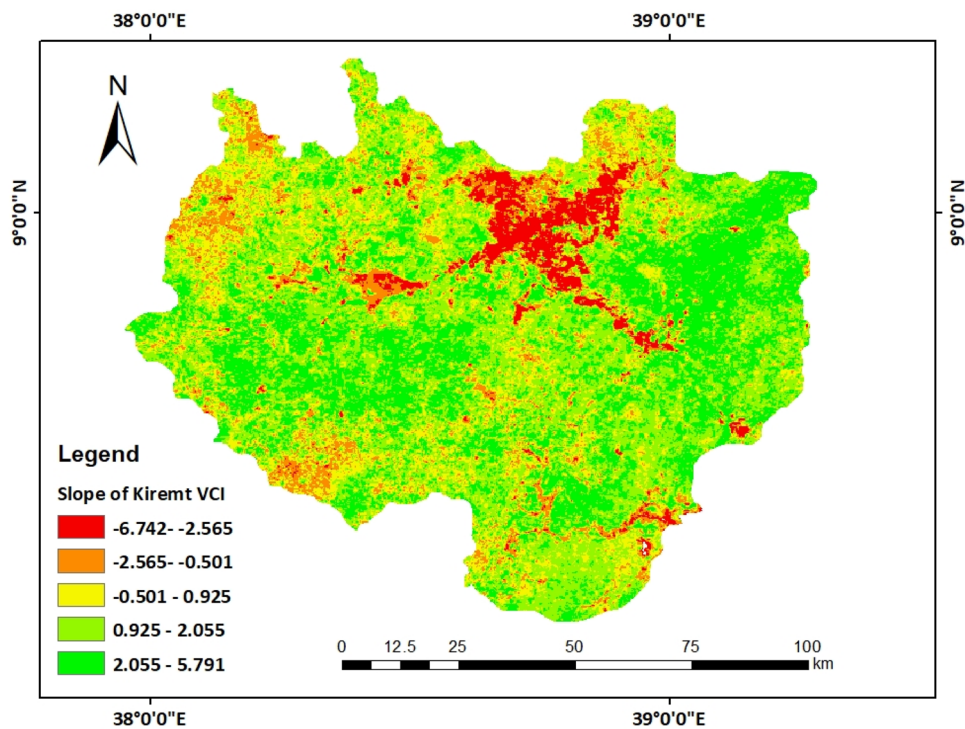 38°0'0"E 39°0'0"E
N
9°0'0"N
9°0'0"N
Legend
Slope of Kiremt VCI
-6.742- -2.565
-2.565- -0.501
-0.501 - 0.925
0.925 - 2.055
2.055 - 5.791
0 12.5 25 50 75 100
km
38°0'0"E 39°0'0"E